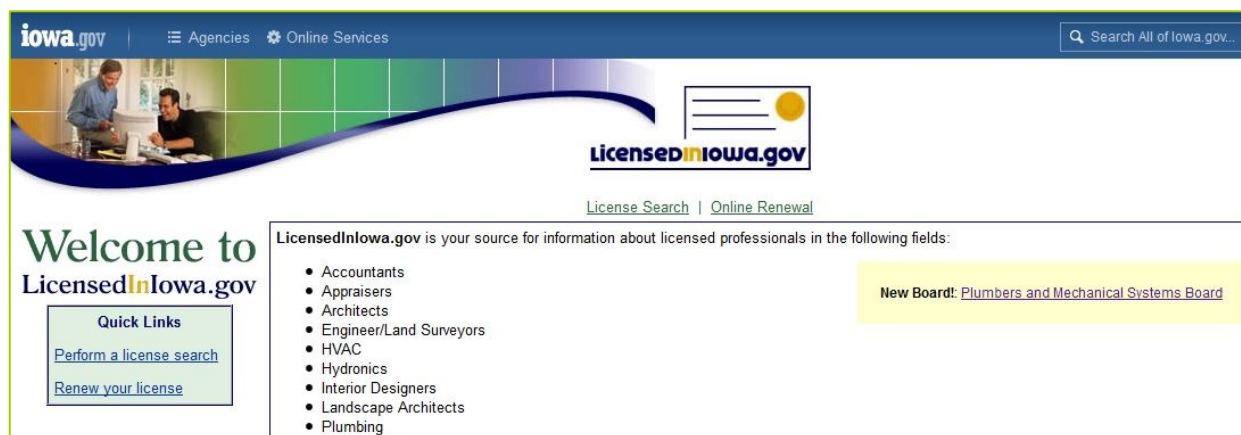 iowa.gov Agencies Online Services Search All of Iowa.gov...
LicensedInIowa.gov
License Search | Online Renewal
Welcome to
LicensedInIowa.gov
Quick Links
Perform a license search
Renew your license
LicensedInIowa.gov is your source for information about licensed professionals in the following fields:
• Accountants
• Appraisers
• Architects
• Engineer/Land Surveyors
• HVAC
• Hydronics
• Interior Designers
• Landscape Architects
• Plumbing
New Board!: Plumbers and Mechanical Systems Board